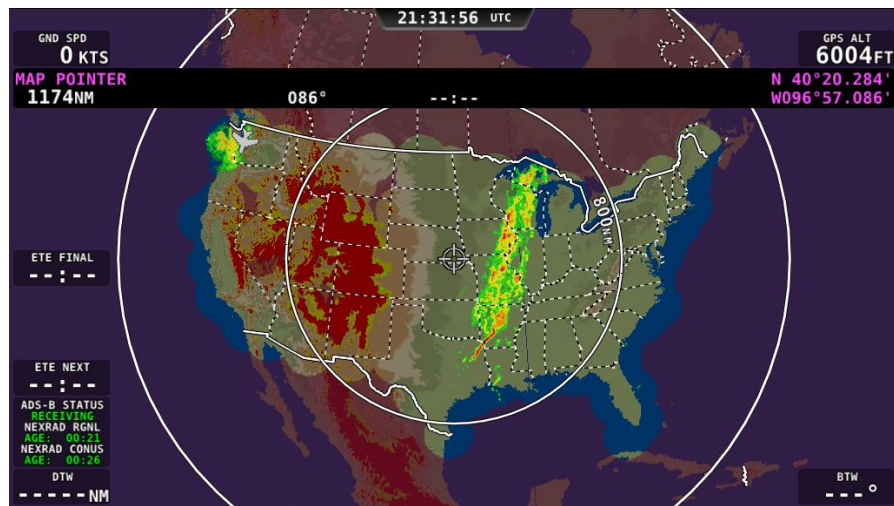 21:31:56 UTC
GND SPD
0 KTS
GPS ALT
6004FT
MAP POINTER
N 40°20.284'
1174NM 086° --:--
W096°57.086'
800NM
ETE FINAL
--:--
ETE NEXT
--:--
ADS-B STATUS
RECEIVING
NEXRAD RGNL
AGE: 00:21
NEXRAD CONUS
AGE: 00:26
DTW
-----NM
BTW
---°